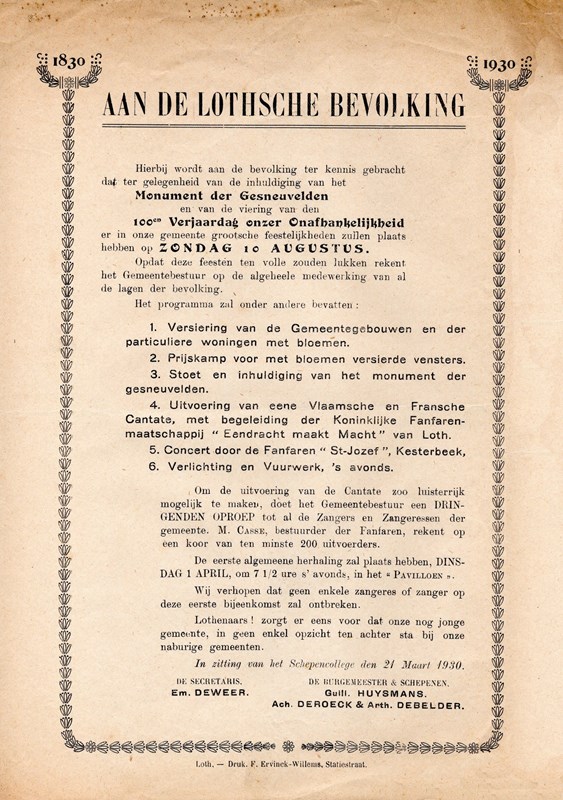 1830
1930
AAN DE LOTHSCHE BEVOLKING
Hierbij wordt aan de bevolking ter kennis gebracht
dat ter gelegenheid van de inhuldiging van het
Monument der Gesneuvelden
en van de viering van den
100en Verjaardag onzer Onafhankelijkheid
er in onze gemeente grootsche feestelijkheden zullen plaats
hebben op ZONDAG 10 AUGUSTUS.
Opdat deze feesten ten volle zouden lukken rekent
het Gemeentebestuur op de algeheele medewerking van al
de lagen der bevolking.
Het programma zal onder andere bevatten :
1. Versiering van de Gemeentegebouwen en der
particuliere woningen met bloemen.
2. Prijskamp voor met bloemen versierde vensters.
3. Stoet en inhuldiging van het monument der
gesneuvelden.
4. Uitvoering van eene Vlaamsche en Fransche
Cantate, met begeleiding der Koninklijke Fanfaren-
maatschappij " Eendracht maakt Macht " van Loth.
5. Concert door de Fanfaren " St-Jozef ", Kesterbeek,
6. Verlichting en Vuurwerk, 's avonds.
Om de uitvoering van de Cantate zoo luisterrijk
mogelijk te maken, doet het Gemeentebestuur een DRIN-
GENDEN OPROEP tot al de Zangers en Zangeressen der
gemeente. M. CASSE, bestuurder der Fanfaren, rekent op
een koor van ten minste 200 uitvoerders.
De eerste algemeene herhaling zal plaats hebben, DINS-
DAG 1 APRIL, om 7 1/2 ure s' avonds, in het " PAVILLOEN ".
Wij verhopen dat geen enkele zangeres of zanger op
deze eerste bijeenkomst zal ontbreken.
Lothenaars ! zorgt er eens voor dat onze nog jonge
gemeente, in geen enkel opzicht ten achter sta bij onze
naburige gemeenten.
In zitting van het Schepencollege den 21 Maart 1930.
DE SECRETARIS.
Em. DEWEER.
DE BURGEMEESTER & SCHEPENEN.
Guill. HUYSMANS.
Ach. DEROECK & Arth. DEBELDER.
Loth, — Druk. F. Ervinck-Willems, Statiestraat.